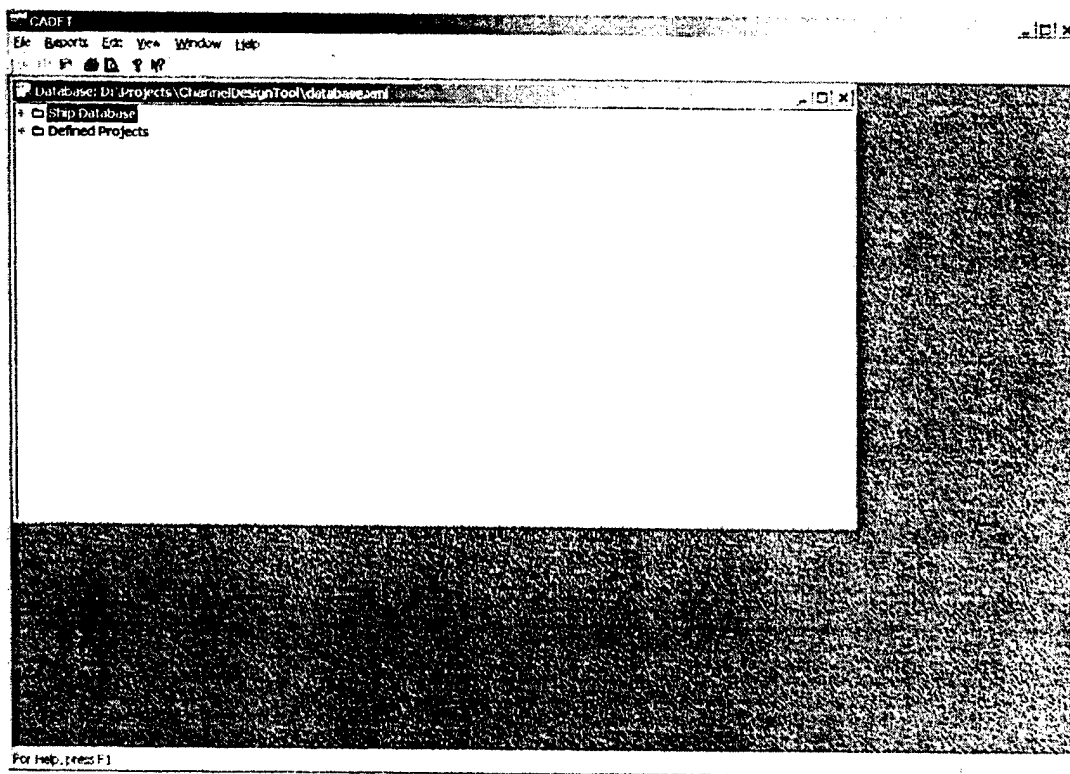 CADET
File Reports Edit View Window Help
Database: D:\Projects\ChannelDesignTool\database.xml
Ship Database
Defined Projects
For Help, press F1